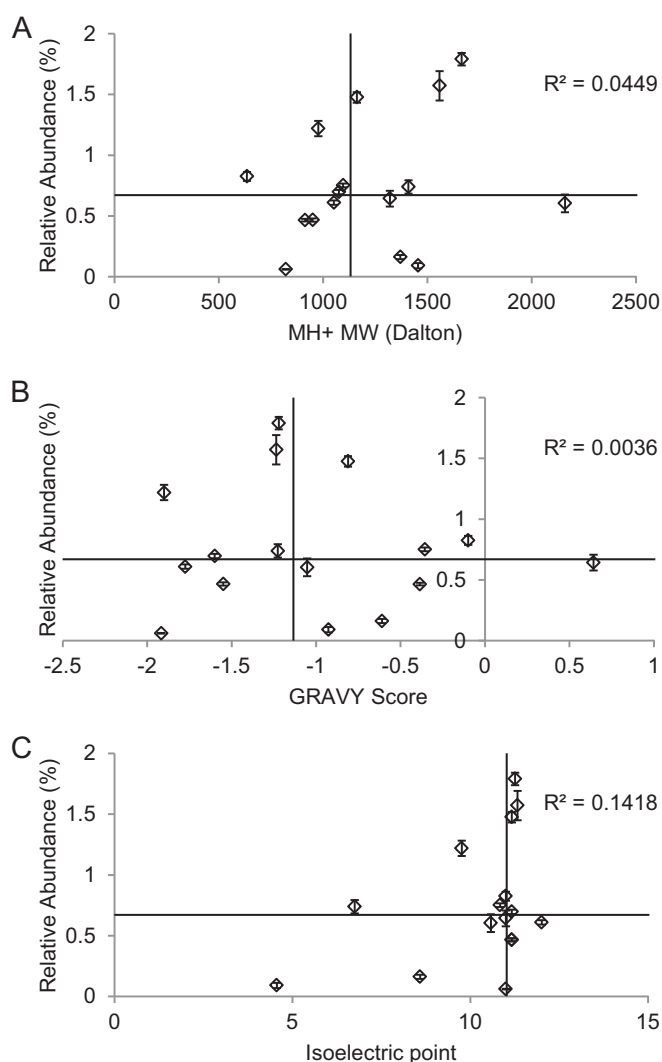 A
Relative Abundance (%)
2
1.5
1
0.5
0
R² = 0.0449
0 500 1000 1500 2000 2500
MH+ MW (Dalton)
B
Relative Abundance (%)
2
1.5
1
0.5
0
R² = 0.0036
-2.5 -2 -1.5 -1 -0.5 0 0.5 1
GRAVY Score
C
Relative Abundance (%)
2
1.5
1
0.5
0
R² = 0.1418
0 5 10 15
Isoelectric point